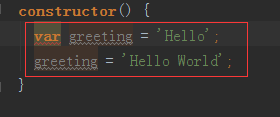 constructor() {
var greeting = 'Hello';
greeting = 'Hello World';
}